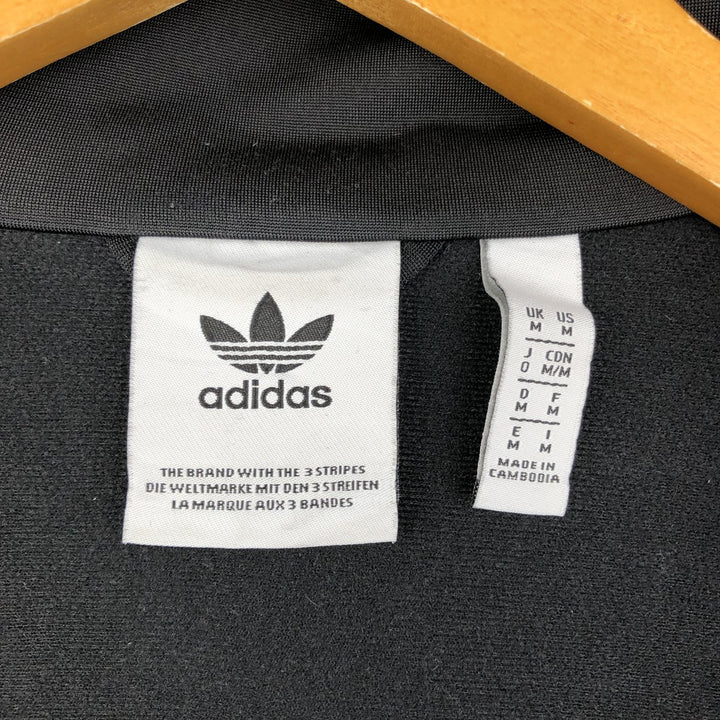 adidas
THE BRAND WITH THE 3 STRIPES
DIE WELTMARKE MIT DEN 3 STREIFEN
LA MARQUE AUX 3 BANDES
UK US
M M
J CDN
O M/M
D F
M M
E I
M M
MADE IN
CAMBODIA